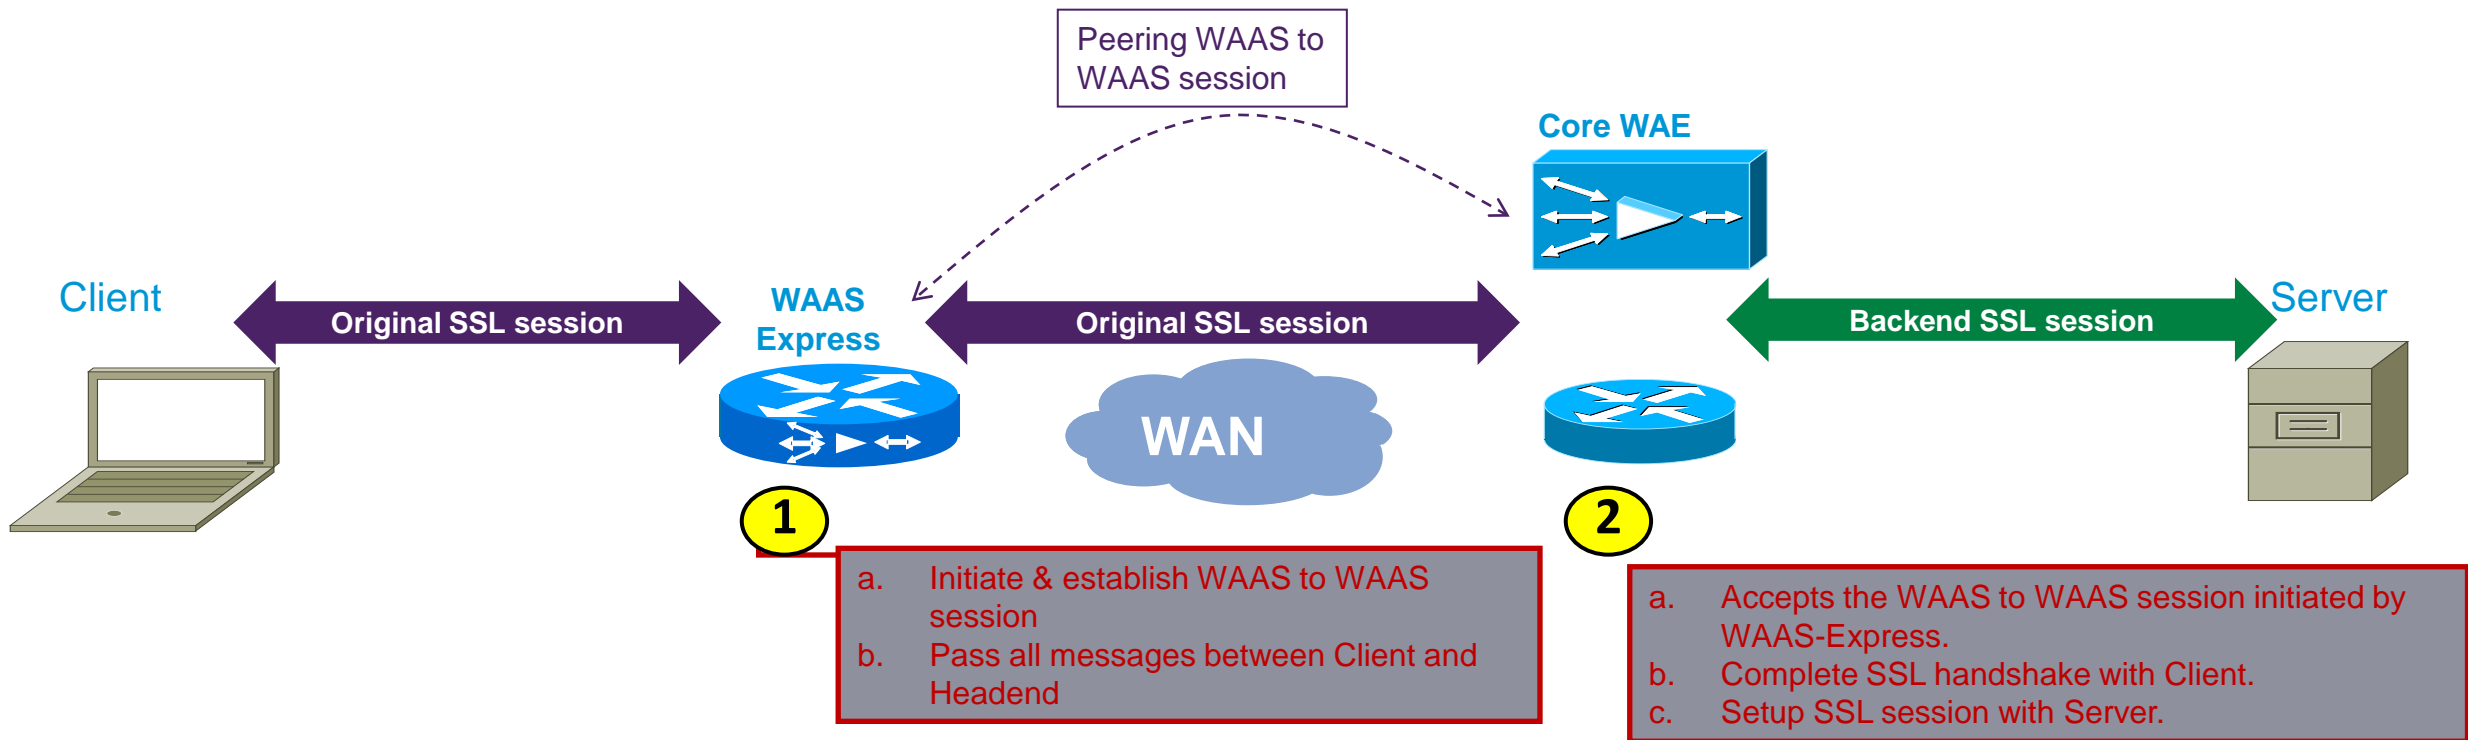 Peering WAAS to
WAAS session
Core WAE
Client
Original SSL session
WAAS
Express
Original SSL session
Backend SSL session
Server
WAN
1
2
a. Initiate & establish WAAS to WAAS
session
b. Pass all messages between Client and
Headend
a. Accepts the WAAS to WAAS session initiated by
WAAS-Express.
b. Complete SSL handshake with Client.
c. Setup SSL session with Server.